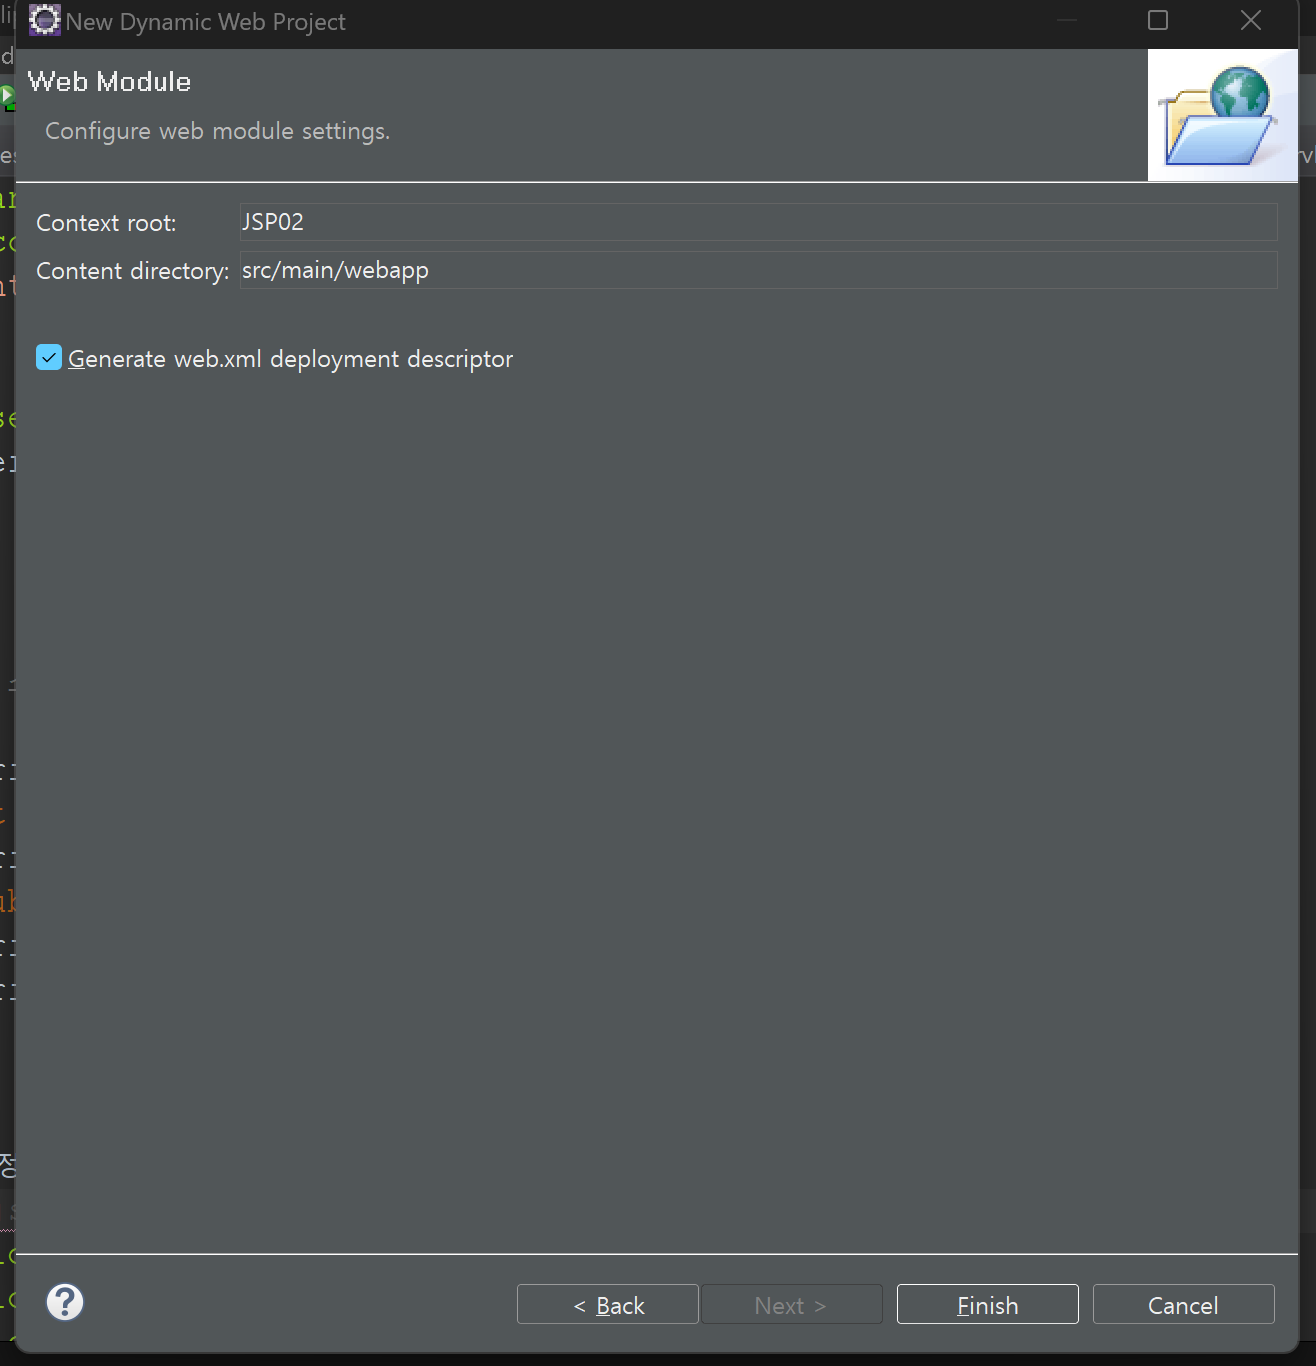 New Dynamic Web Project
Web Module
Configure web module settings.
Context root: JSP02
Content directory: src/main/webapp
Generate web.xml deployment descriptor
< Back Next > Finish Cancel